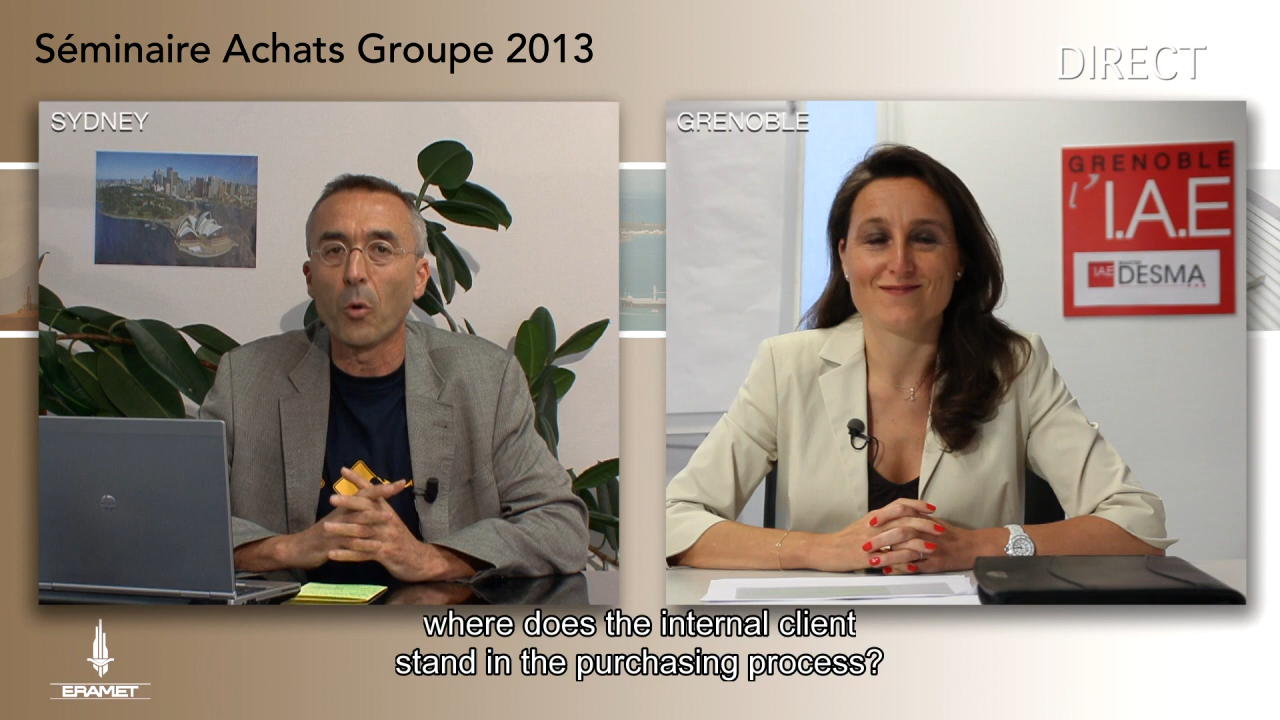 Séminaire Achats Groupe 2013
DIRECT
SYDNEY
GRENOBLE
GRENOBLE
l'I.A.E
IAE DESMA
where does the internal client
stand in the purchasing process?
ERAMET